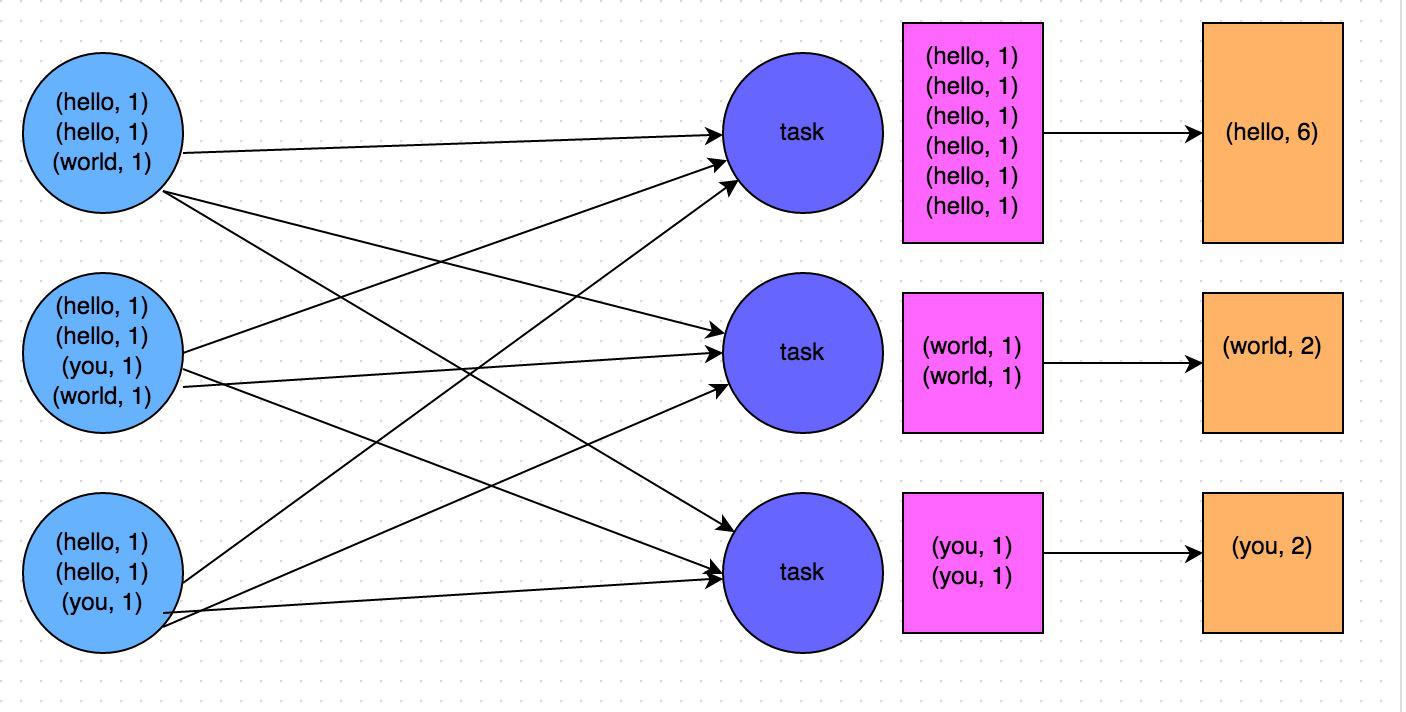 (hello, 1)
(hello, 1)
(world, 1)
task
(hello, 1)
(hello, 1)
(hello, 1)
(hello, 1)
(hello, 1)
(hello, 1)
(hello, 6)
(hello, 1)
(hello, 1)
(you, 1)
(world, 1)
task
(world, 1)
(world, 1)
(world, 2)
(hello, 1)
(hello, 1)
(you, 1)
task
(you, 1)
(you, 1)
(you, 2)